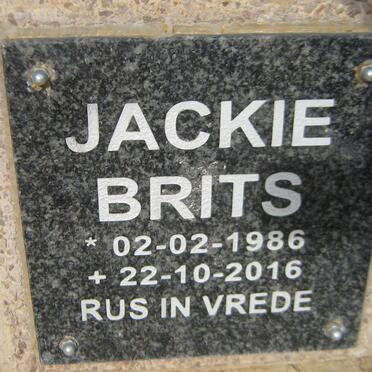 JACKIE
BRITS
* 02-02-1986
+ 22-10-2016
RUS IN VREDE